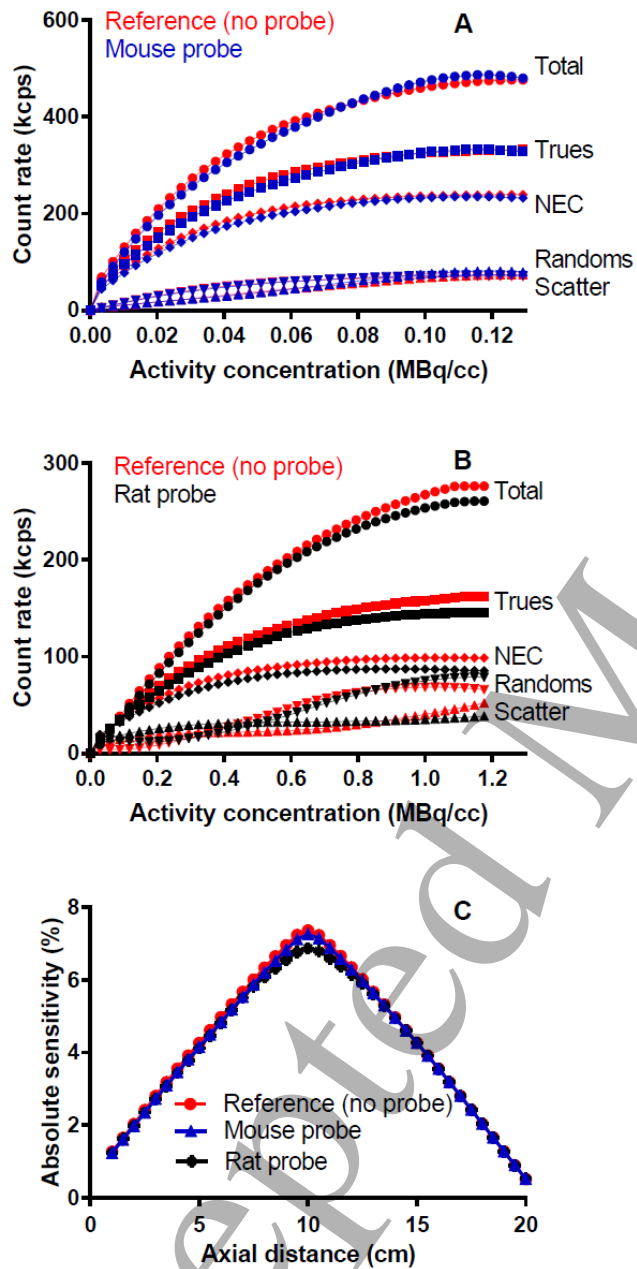 Reference (no probe)
Mouse probe
A
Total
Trues
NEC
Randoms
Scatter
600
400
200
0
Count rate (kcps)
0.00 0.02 0.04 0.06 0.08 0.10 0.12
Activity concentration (MBq/cc)
Reference (no probe)
Rat probe
B
Total
Trues
NEC
Randoms
Scatter
300
200
100
0
Count rate (kcps)
0.0 0.2 0.4 0.6 0.8 1.0 1.2
Activity concentration (MBq/cc)
C
8
6
4
2
0
Absolute sensitivity (%)
Reference (no probe)
Mouse probe
Rat probe
0 5 10 15 20
Axial distance (cm)
epted M